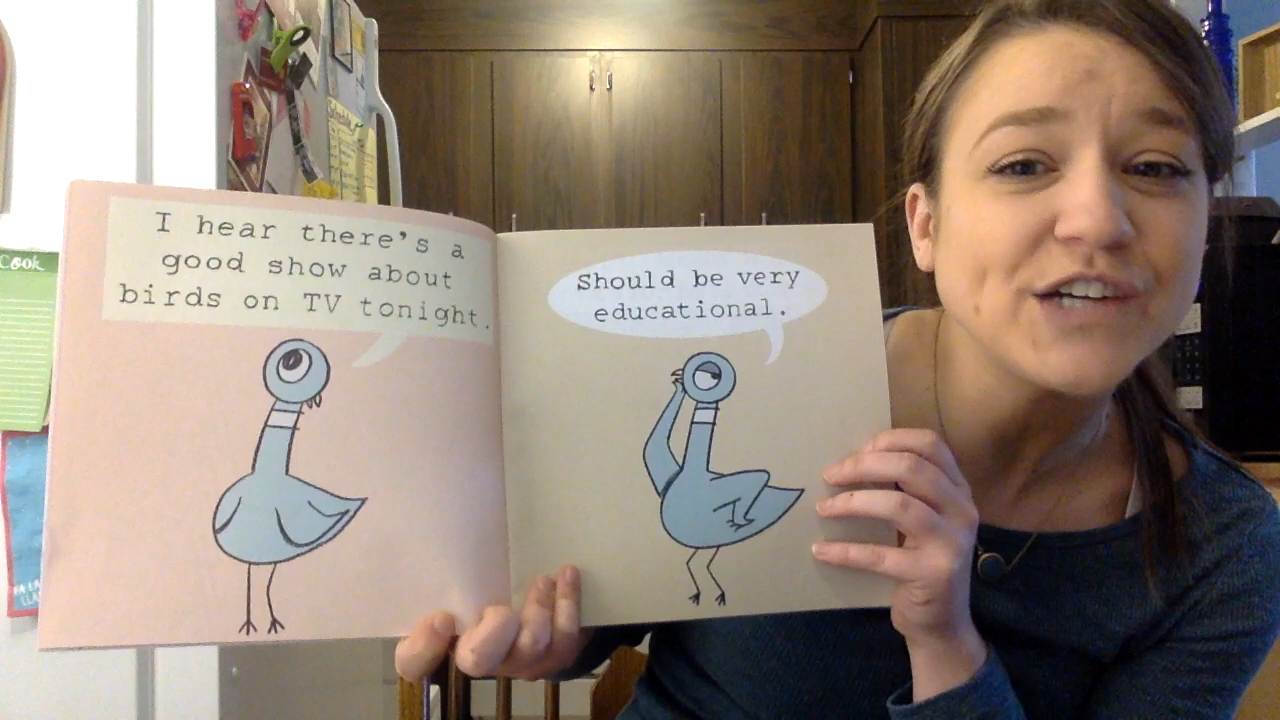 I hear there's a
good show about
birds on TV tonight.
Should be very
educational.
Cook